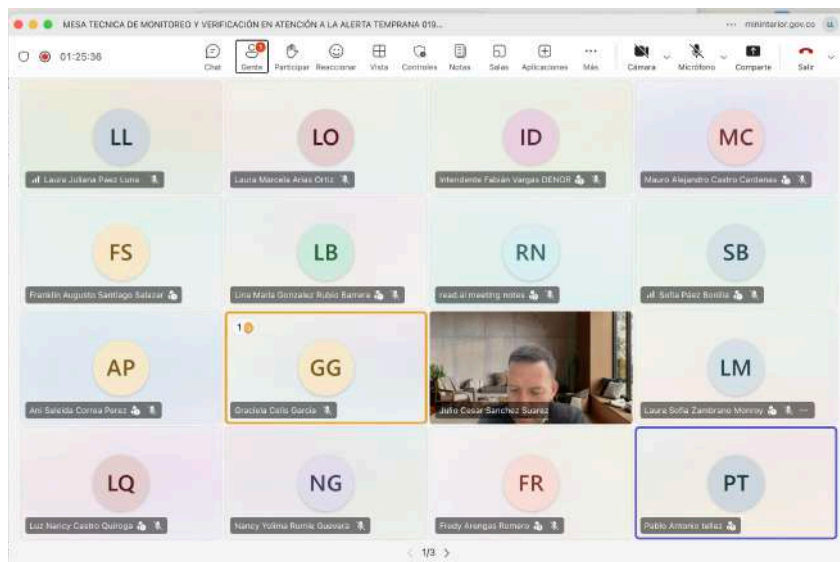 MESA TECNICA DE MONITOREO Y VERIFICACIÓN EN ATENCIÓN A LA ALERTA TEMPRANA 019...
··· mininterior.gov.co LL
01:25:36
Chat Gente Participar Reaccionar Vista Controles Notas Salas Aplicaciones Más Cámara Micrófono Comparte Salir
LL LO ID MC
Laura Juliana Paez Luna Laura Marcela Arias Ortiz Intendente Fabián Vargas DENOR Mauro Alejandro Castro Cardenas
FS LB RN SB
Franklin Augusto Santiago Salazar Lina Maria Gonzalez Rubio Barrera read.ai meeting notes Sofia Páez Bonilla
1
AP GG LM
Ani Saleida Correa Perez Graciela Celis Garcia Julio Cesar Sanchez Suarez Laura Sofia Zambrano Monroy ···
LQ NG FR PT
Luz Nancy Castro Quiroga Nancy Yolima Rumie Guevara Fredy Arengas Romero Pablo Antonio tellez
< 1/3 >